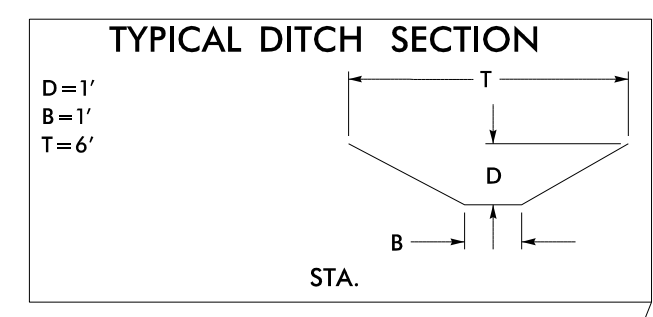 TYPICAL DITCH SECTION
D=1'
B=1'
T=6'
T
D
B
STA.